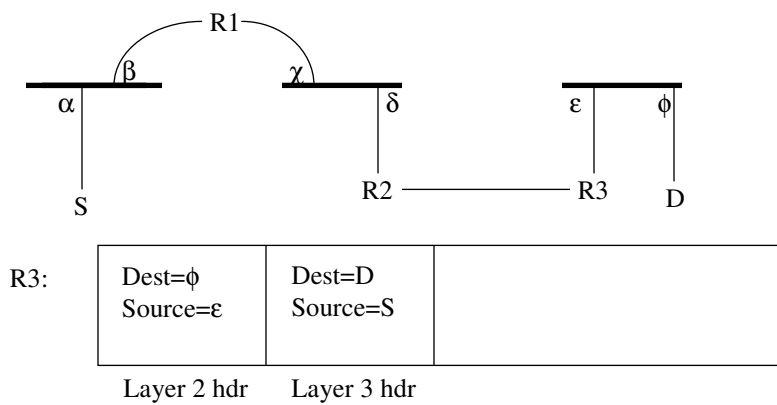 R1
β
χ
α
δ
ε
ϕ
S
R2
R3
D
R3:
Dest=ϕ
Source=ε
Dest=D
Source=S
Layer 2 hdr
Layer 3 hdr